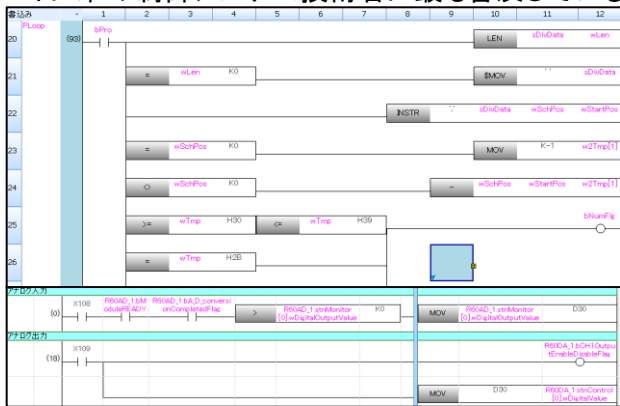 書込み 1 2 3 4 5 6 7 8 9 10 11 12
20 PLoop (93) bPro LEN sDivData wLen
21 = wLen K0 $MOV '' sDivData
22 INSTR sDivData wSchPos wStartPos
23 = wSchPos K0 MOV K-1 w2Tmp[1]
24 <> wSchPos K0 - wSchPos wStartPos w2Tmp[1]
25 >= wTmp H30 <= wTmp H39 bNumFlg
26 = wTmp H2B
アナログ入力
(0) X108 R60AD_1.bModuleREADY R60AD_1.bA_D_conversionCompletedFlag > R60AD_1.stnMonitor[0].wDigitalOutputValue K0 MOV R60AD_1.stnMonitor[0].wDigitalOutputValue D30
アナログ出力
(18) X109 R60DA_1.bCH1OutputEnableDisableFlag
MOV D30 R60DA_1.stnControl[0].wDigitalValue